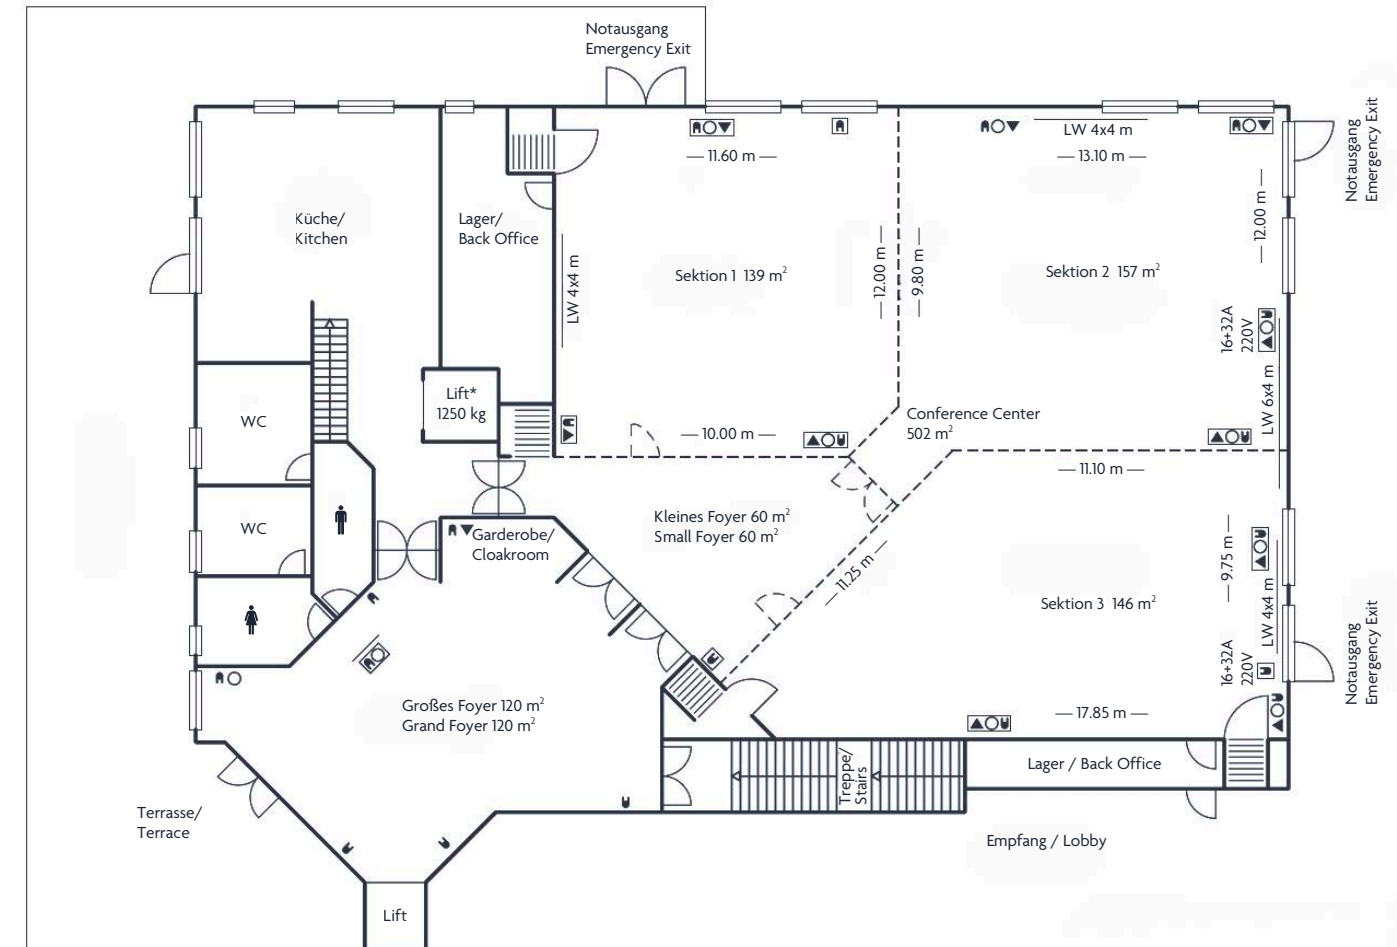 Notausgang
Emergency Exit
Notausgang
Emergency Exit
LW 4x4 m
11.60 m
13.10 m
12.00 m
Küche/
Kitchen
Lager/
Back Office
LW 4x4 m
Sektion 1 139 m²
12.00 m
9.80 m
Sektion 2 157 m²
16+32A
220V
LW 6x4 m
Lift*
1250 kg
WC
10.00 m
Conference Center
502 m²
11.10 m
WC
Garderobe/
Cloakroom
Kleines Foyer 60 m²
Small Foyer 60 m²
11.25 m
9.75 m
LW 4x4 m
Sektion 3 146 m²
16+32A
220V
Notausgang
Emergency Exit
Großes Foyer 120 m²
Grand Foyer 120 m²
17.85 m
Treppe/
Stairs
Lager / Back Office
Terrasse/
Terrace
Empfang / Lobby
Lift